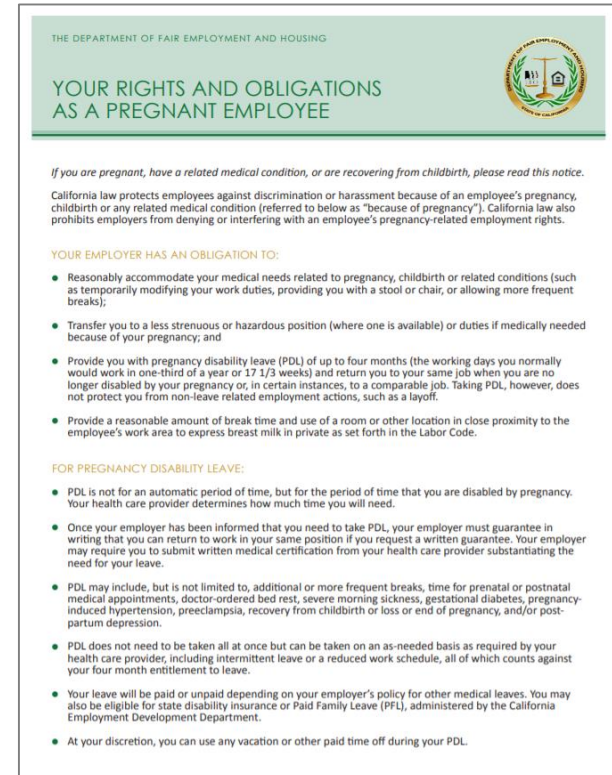 THE DEPARTMENT OF FAIR EMPLOYMENT AND HOUSING
YOUR RIGHTS AND OBLIGATIONS
AS A PREGNANT EMPLOYEE
DEPARTMENT OF FAIR EMPLOYMENT AND HOUSING
STATE OF CALIFORNIA
If you are pregnant, have a related medical condition, or are recovering from childbirth, please read this notice.
California law protects employees against discrimination or harassment because of an employee's pregnancy,
childbirth or any related medical condition (referred to below as "because of pregnancy"). California law also
prohibits employers from denying or interfering with an employee's pregnancy-related employment rights.
YOUR EMPLOYER HAS AN OBLIGATION TO:
• Reasonably accommodate your medical needs related to pregnancy, childbirth or related conditions (such
as temporarily modifying your work duties, providing you with a stool or chair, or allowing more frequent
breaks);
• Transfer you to a less strenuous or hazardous position (where one is available) or duties if medically needed
because of your pregnancy; and
• Provide you with pregnancy disability leave (PDL) of up to four months (the working days you normally
would work in one-third of a year or 17 1/3 weeks) and return you to your same job when you are no
longer disabled by your pregnancy or, in certain instances, to a comparable job. Taking PDL, however, does
not protect you from non-leave related employment actions, such as a layoff.
• Provide a reasonable amount of break time and use of a room or other location in close proximity to the
employee's work area to express breast milk in private as set forth in the Labor Code.
FOR PREGNANCY DISABILITY LEAVE:
• PDL is not for an automatic period of time, but for the period of time that you are disabled by pregnancy.
Your health care provider determines how much time you will need.
• Once your employer has been informed that you need to take PDL, your employer must guarantee in
writing that you can return to work in your same position if you request a written guarantee. Your employer
may require you to submit written medical certification from your health care provider substantiating the
need for your leave.
• PDL may include, but is not limited to, additional or more frequent breaks, time for prenatal or postnatal
medical appointments, doctor-ordered bed rest, severe morning sickness, gestational diabetes, pregnancy-
induced hypertension, preeclampsia, recovery from childbirth or loss or end of pregnancy, and/or post-
partum depression.
• PDL does not need to be taken all at once but can be taken on an as-needed basis as required by your
health care provider, including intermittent leave or a reduced work schedule, all of which counts against
your four month entitlement to leave.
• Your leave will be paid or unpaid depending on your employer's policy for other medical leaves. You may
also be eligible for state disability insurance or Paid Family Leave (PFL), administered by the California
Employment Development Department.
• At your discretion, you can use any vacation or other paid time off during your PDL.